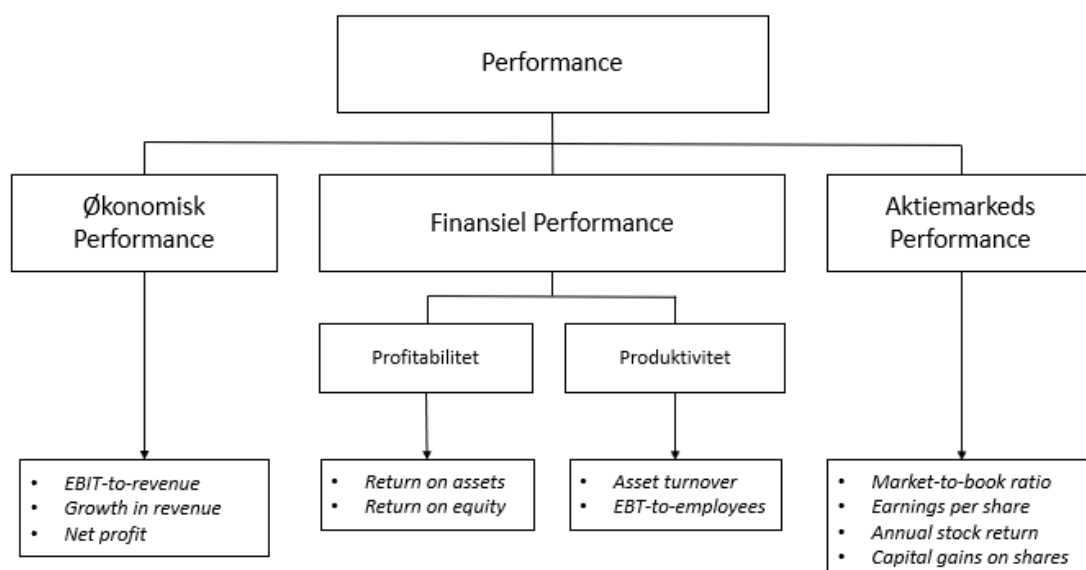 Performance
Økonomisk
Performance
Finansiel Performance
Aktiemarkeds
Performance
Profitabilitet
Produktivitet
• EBIT-to-revenue
• Growth in revenue
• Net profit
• Return on assets
• Return on equity
• Asset turnover
• EBT-to-employees
• Market-to-book ratio
• Earnings per share
• Annual stock return
• Capital gains on shares